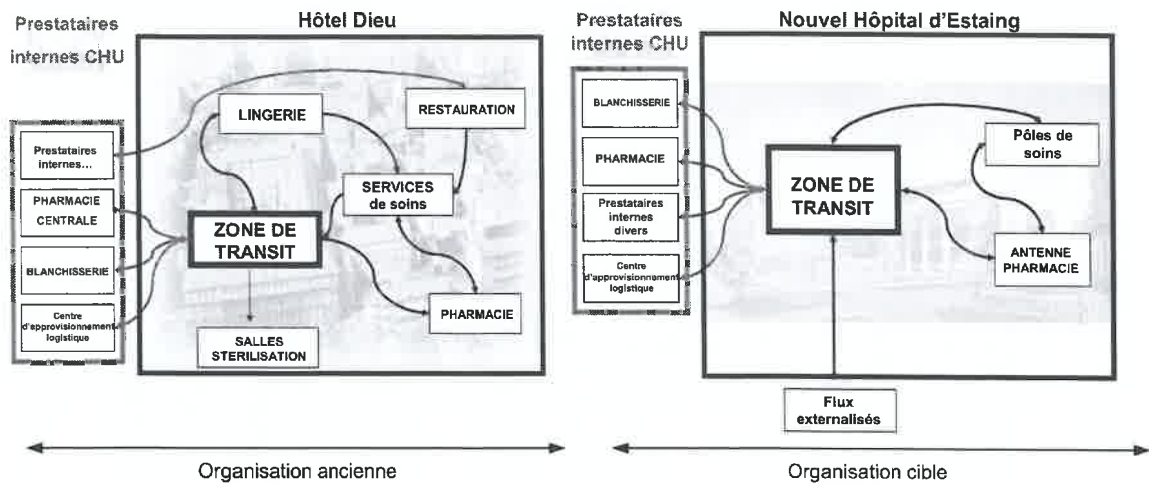 Prestataires
internes CHU
Hôtel Dieu
Prestataires
internes…
PHARMACIE
CENTRALE
BLANCHISSERIE
Centre
d'approvisionnement
logistique
LINGERIE
RESTAURATION
SERVICES
de soins
ZONE DE
TRANSIT
PHARMACIE
SALLES
STERILISATION
Organisation ancienne
Prestataires
internes CHU
Nouvel Hôpital d'Estaing
BLANCHISSERIE
PHARMACIE
Prestataires
internes
divers
Centre
d'approvisionnement
logistique
ZONE DE
TRANSIT
Pôles de
soins
ANTENNE
PHARMACIE
Flux
externalisés
Organisation cible